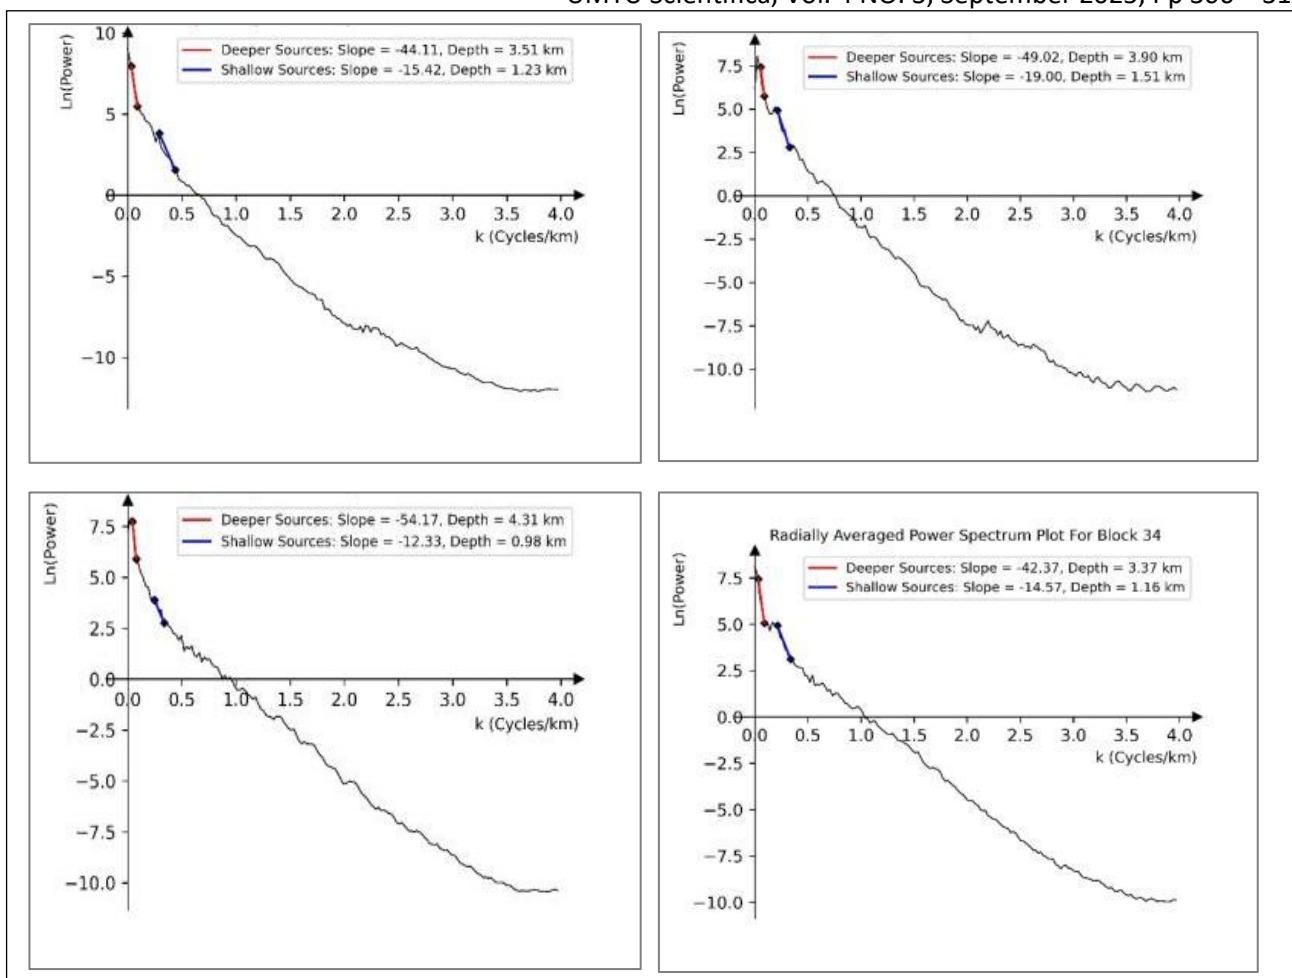 Deeper Sources: Slope = -44.11, Depth = 3.51 km
Shallow Sources: Slope = -15.42, Depth = 1.23 km
Ln(Power)
10
5
0
−5
−10
0.0 0.5 1.0 1.5 2.0 2.5 3.0 3.5 4.0
k (Cycles/km)
Deeper Sources: Slope = -49.02, Depth = 3.90 km
Shallow Sources: Slope = -19.00, Depth = 1.51 km
Ln(Power)
7.5
5.0
2.5
0.0
−2.5
−5.0
−7.5
−10.0
0.0 0.5 1.0 1.5 2.0 2.5 3.0 3.5 4.0
k (Cycles/km)
Deeper Sources: Slope = -54.17, Depth = 4.31 km
Shallow Sources: Slope = -12.33, Depth = 0.98 km
Ln(Power)
7.5
5.0
2.5
0.0
−2.5
−5.0
−7.5
−10.0
0.0 0.5 1.0 1.5 2.0 2.5 3.0 3.5 4.0
k (Cycles/km)
Radially Averaged Power Spectrum Plot For Block 34
Deeper Sources: Slope = -42.37, Depth = 3.37 km
Shallow Sources: Slope = -14.57, Depth = 1.16 km
Ln(Power)
7.5
5.0
2.5
0.0
−2.5
−5.0
−7.5
−10.0
0.0 0.5 1.0 1.5 2.0 2.5 3.0 3.5 4.0
k (Cycles/km)